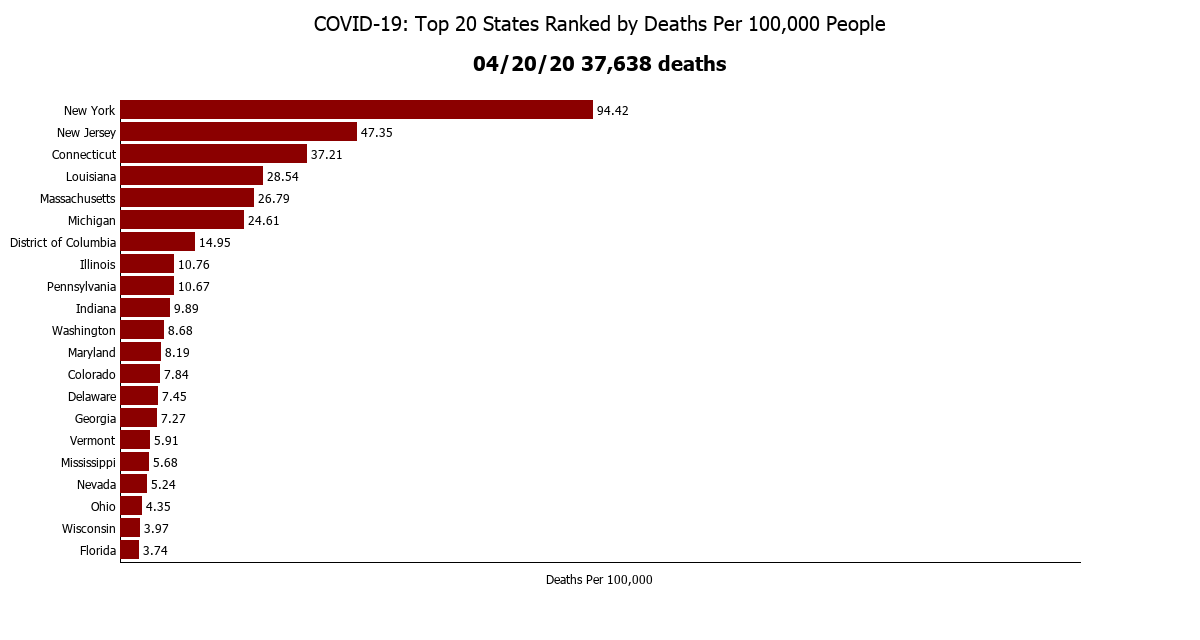 COVID-19: Top 20 States Ranked by Deaths Per 100,000 People
04/20/20 37,638 deaths
New York 94.42
New Jersey 47.35
Connecticut 37.21
Louisiana 28.54
Massachusetts 26.79
Michigan 24.61
District of Columbia 14.95
Illinois 10.76
Pennsylvania 10.67
Indiana 9.89
Washington 8.68
Maryland 8.19
Colorado 7.84
Delaware 7.45
Georgia 7.27
Vermont 5.91
Mississippi 5.68
Nevada 5.24
Ohio 4.35
Wisconsin 3.97
Florida 3.74
Deaths Per 100,000